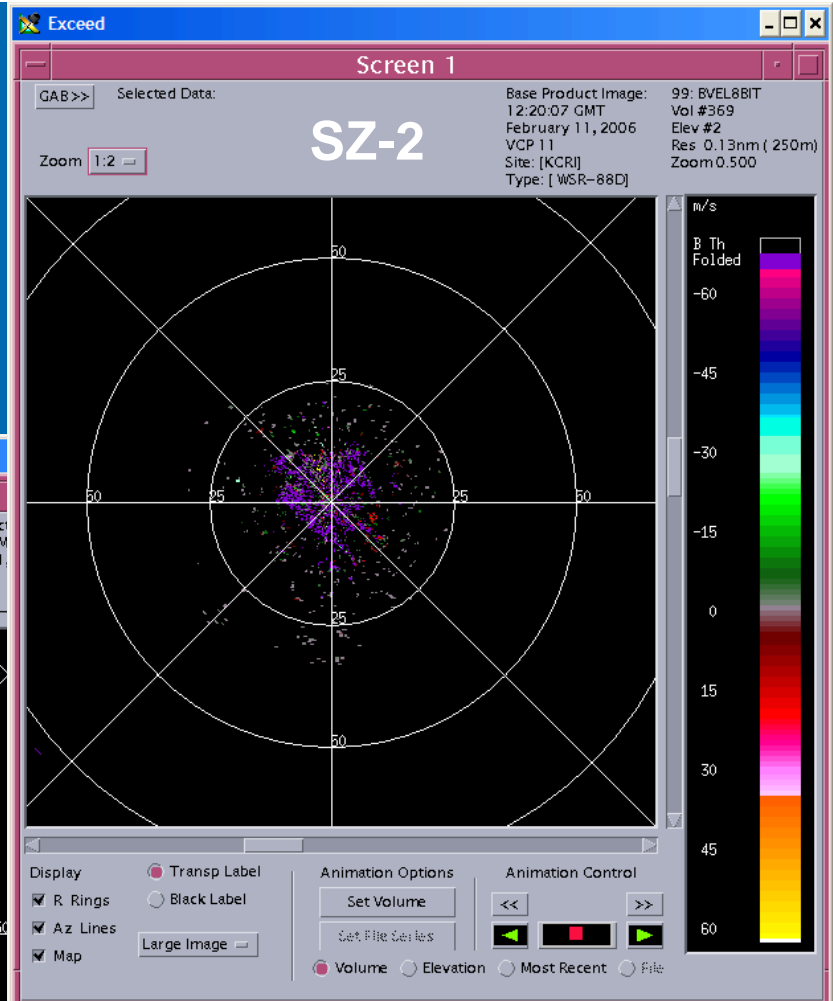 Exceed
Screen 1
GAB>>
Selected Data:
Zoom 1:2
SZ-2
Base Product Image:
12:20:07 GMT
February 11, 2006
VCP 11
Site: [KCRI]
Type: [ WSR-88D]
99: BVEL8BIT
Vol #369
Elev #2
Res 0.13nm ( 250m)
Zoom 0.500
50
25
50 25 25 50
25
50
m/s
B Th
Folded
-60
-45
-30
-15
0
15
30
45
60
Display
R Rings
Az Lines
Map
Transp Label
Black Label
Large Image
Animation Options
Set Volume
Set File Series
Animation Control
<<
>>
Volume Elevation Most Recent File